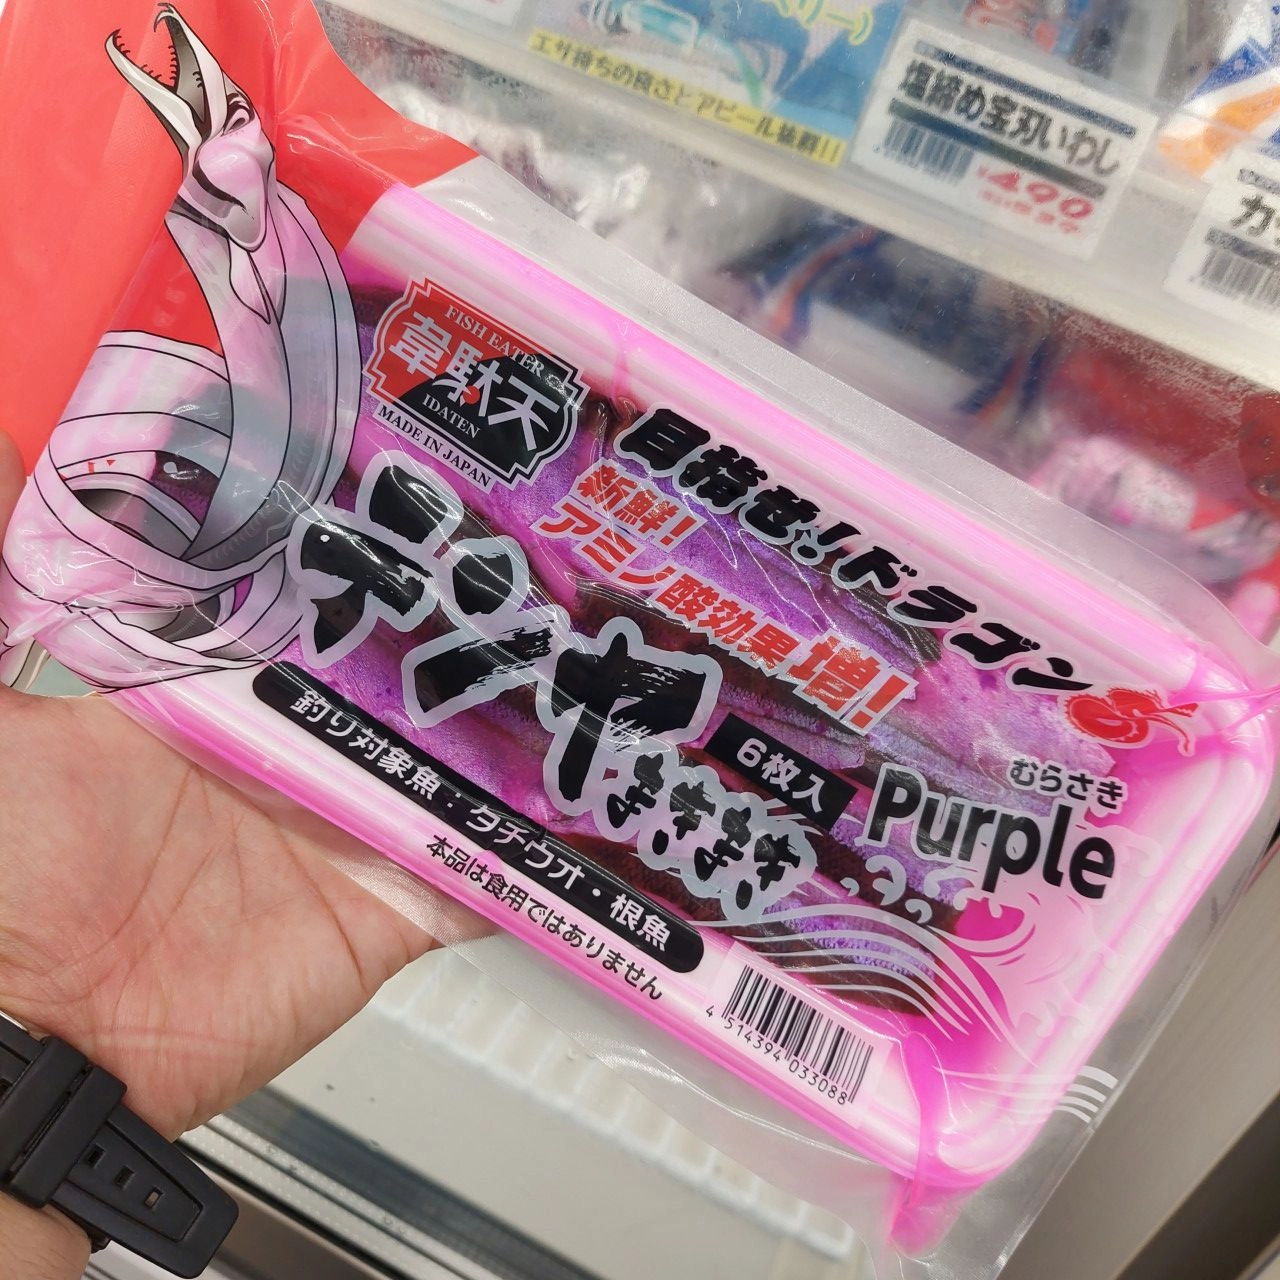 エサ持ちの良さとアピール抜群!!
塩締め宝刃いわし
490
FISH EATER
韋駄天
IDATEN
MADE IN JAPAN
目指せ!ドラゴン
新鮮!
アミノ酸効果増!
テンヤ
まきまき
6枚入
むらさき
Purple
釣り対象魚:タチウオ・根魚
本品は食用ではありません
4 514394 033088